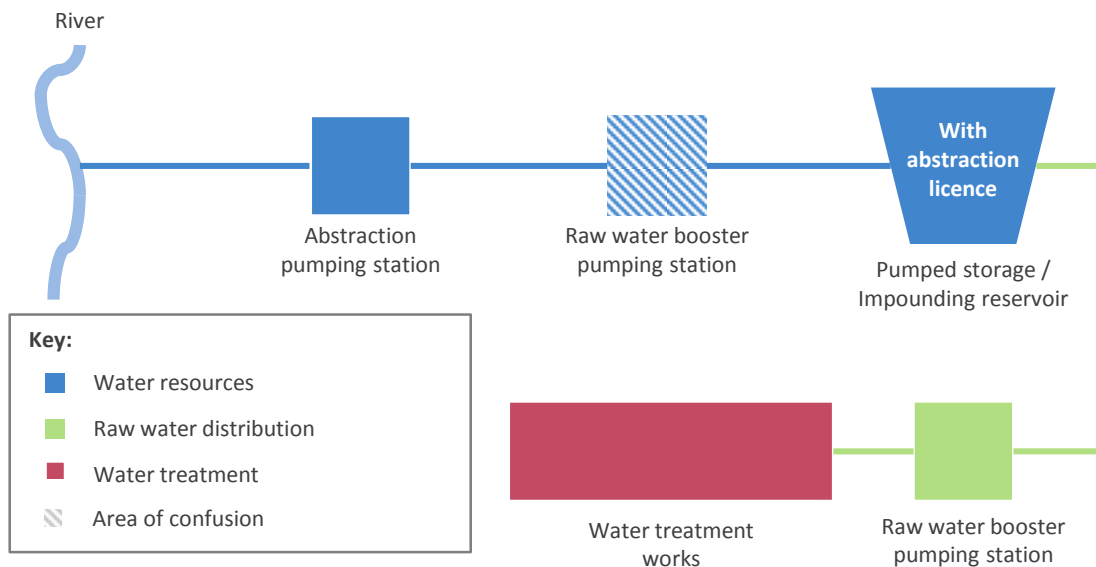 River
With
abstraction
licence
Abstraction
pumping station
Raw water booster
pumping station
Pumped storage /
Impounding reservoir
Key:
Water resources
Raw water distribution
Water treatment
Area of confusion
Water treatment
works
Raw water booster
pumping station